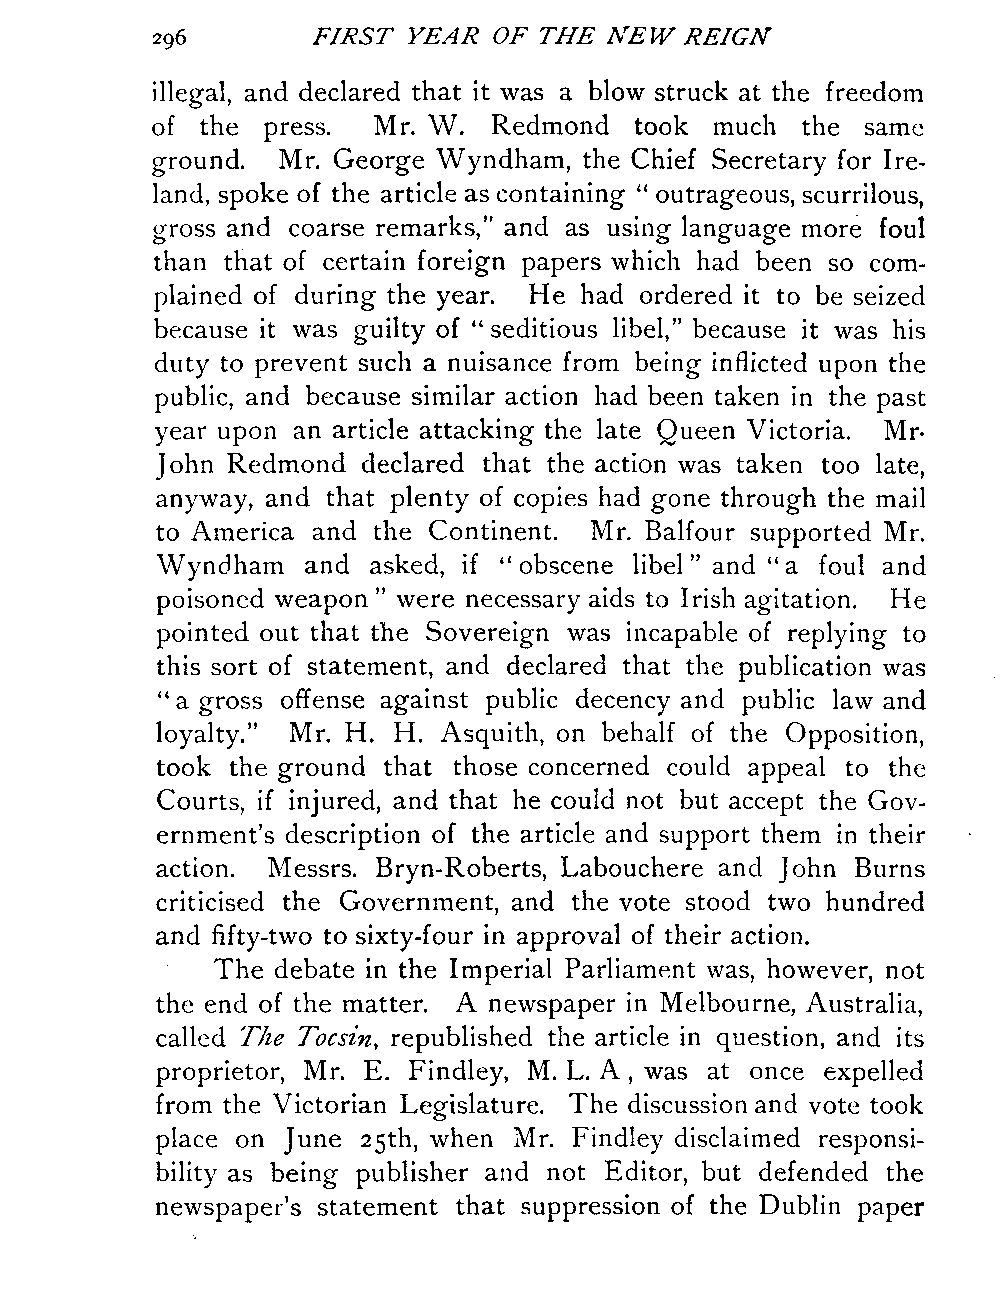 296 FIRST YEAR OF THE NEW REIGN
illegal, and declared that it was a blow struck at the freedom
of the press. Mr. W. Redmond took much the same
ground. Mr. George Wyndham, the Chief Secretary for Ire-
land, spoke of the article as containing “ outrageous, scurrilous,
gross and coarse remarks,” and as using language more foul
than that of certain foreign papers which had been so com-
plained of during the year. He had ordered it to be seized
because it was guilty of “ seditious libel,” because it was his
duty to prevent such a nuisance from being inflicted upon the
public, and because similar action had been taken in the past
year upon an article attacking the late Queen Victoria. Mr.
John Redmond declared that the action was taken too late,
anyway, and that plenty of copies had gone through the mail
to America and the Continent. Mr. Balfour supported Mr.
Wyndham and asked, if “ obscene libel ” and “ a foul and
poisoned weapon ” were necessary aids to Irish agitation. He
pointed out that the Sovereign was incapable of replying to
this sort of statement, and declared that the publication was
“ a gross offense against public decency and public law and
loyalty.” Mr. H. H. Asquith, on behalf of the Opposition,
took the ground that those concerned could appeal to the
Courts, if injured, and that he could not but accept the Gov-
ernment's description of the article and support them in their
action. Messrs. Bryn-Roberts, Labouchere and John Burns
criticised the Government, and the vote stood two hundred
and fifty-two to sixty-four in approval of their action.
The debate in the Imperial Parliament was, however, not
the end of the matter. A newspaper in Melbourne, Australia,
called The Tocsin, republished the article in question, and its
proprietor, Mr. E. Findley, M. L. A , was at once expelled
from the Victorian Legislature. The discussion and vote took
place on June 25th, when Mr. Findley disclaimed responsi-
bility as being publisher and not Editor, but defended the
newspaper's statement that suppression of the Dublin paper